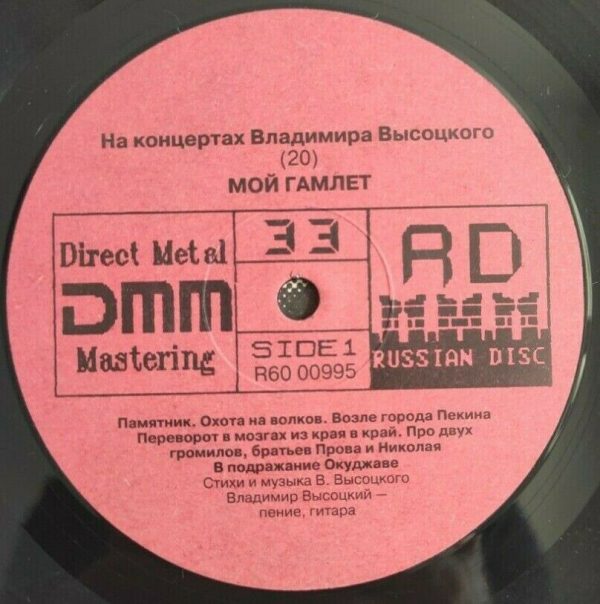 На концертах Владимира Высоцкого
(20)
МОЙ ГАМЛЕТ
Direct Metal
DMM
Mastering
33
SIDE 1
R60 00995
RD
RUSSIAN DISC
Памятник. Охота на волков. Возле города Пекина
Переворот в мозгах из края в край. Про двух
громилов, братьев Прова и Николая
В подражание Окуджаве
Стихи и музыка В. Высоцкого
Владимир Высоцкий —
пение, гитара